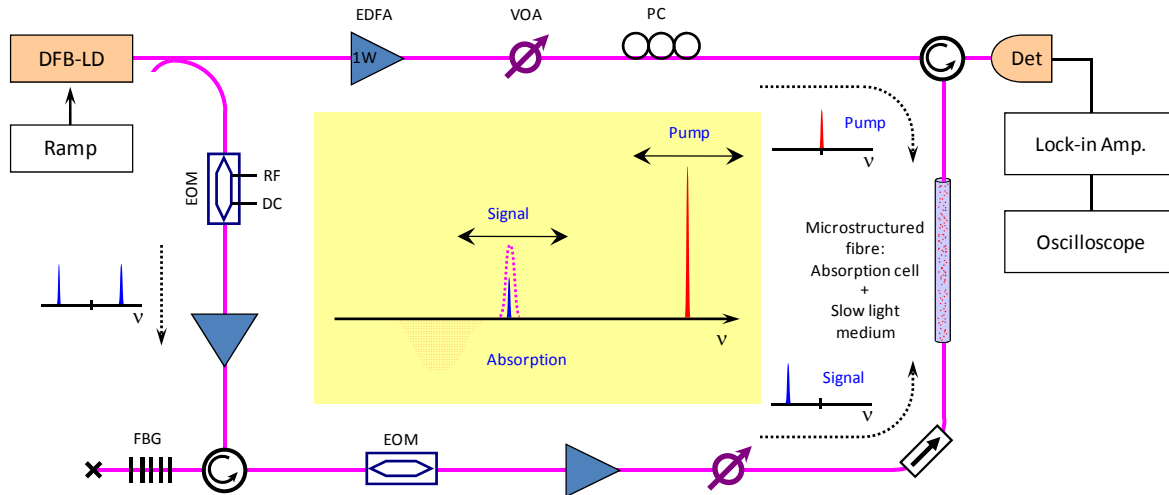 EDFA
VOA
PC
DFB-LD
1W
Det
Ramp
EOM
RF
DC
Pump
Signal
ν
Absorption
Pump
ν
Lock-in Amp.
Microstructured
fibre:
Absorption cell
+
Slow light
medium
Oscilloscope
ν
Signal
ν
FBG
EOM